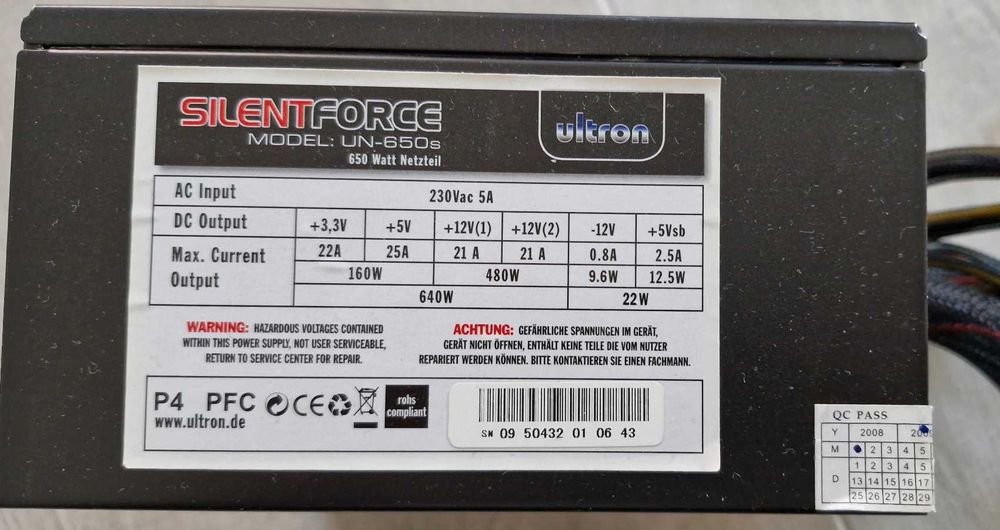 SILENTFORCE
ultron
MODEL: UN-650s
650 Watt Netzteil
AC Input 230Vac 5A
DC Output +3,3V +5V +12V(1) +12V(2) -12V +5Vsb
Max. Current 22A 25A 21 A 21 A 0.8A 2.5A
Output 160W 480W 9.6W 12.5W
640W 22W
WARNING: HAZARDOUS VOLTAGES CONTAINED
WITHIN THIS POWER SUPPLY, NOT USER SERVICEABLE,
RETURN TO SERVICE CENTER FOR REPAIR.
ACHTUNG: GEFÄHRLICHE SPANNUNGEN IM GERÄT,
GERÄT NICHT ÖFFNEN, ENTHÄLT KEINE TEILE DIE VOM NUTZER
REPARIERT WERDEN KÖNNEN. BITTE KONTAKTIEREN SIE EINEN FACHMANN.
P4 PFC CE
www.ultron.de
rohs
compliant
SN 09 50432 01 06 43
QC PASS
Y 2008
M 2 3 4 5
D 1 2 3 4 5
13 14 15 16 17
25 26 27 28 29